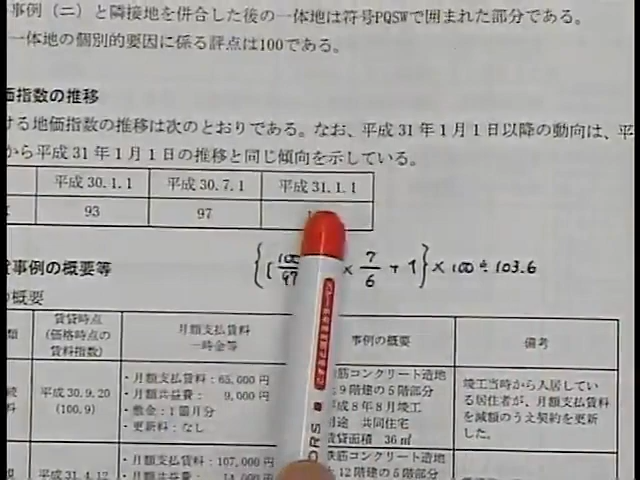 事例(二)と隣接地を併合した後の一体地は符号PQSWで囲まれた部分である。
一体地の個別的要因に係る評点は100である。
価指数の推移
ける地価指数の推移は次のとおりである。なお、平成31年1月1日以降の動向は、平
から平成31年1月1日の推移と同じ傾向を示している。
平成30.1.1 平成30.7.1 平成31.1.1
93 97 1
{[100/97 × 7/6 + 1} × 100 ≒ 103.6
貸事例の概要等
の概要
賃貸時点
(価格時点の
賃料指数)
月額支払賃料
一時金等
事例の概要
備考
平成30.9.20
(100.9)
・月額支払賃料:65,000円
・月額共益費: 9,000円
・敷金:1箇月分
・更新料:なし
筋コンクリート造地
9階建の5階部分
平成8年8月竣工
用途 共同住宅
賃貸面積 36㎡
竣工当時から入居してい
る居住者が、月額支払賃料
を減額のうえ契約を更新
した。
平成31.4.12
・月額支払賃料:107,000円
・月額共益費: 14,000円
鉄筋コンクリート造地
12階建の5階部分